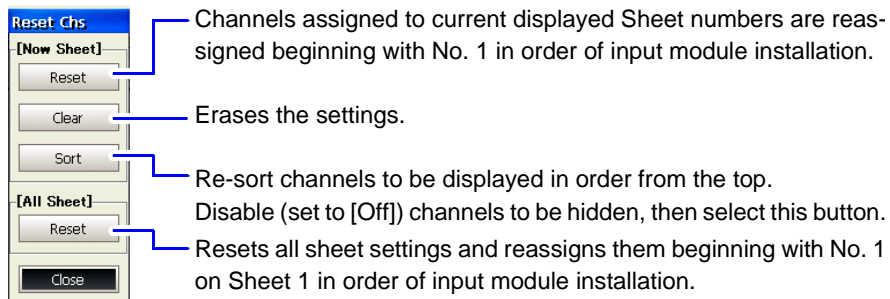 Reset Chs
[Now Sheet]
Reset
Clear
Sort
[All Sheet]
Reset
Close
Channels assigned to current displayed Sheet numbers are reas-
signed beginning with No. 1 in order of input module installation.
Erases the settings.
Re-sort channels to be displayed in order from the top.
Disable (set to [Off]) channels to be hidden, then select this button.
Resets all sheet settings and reassigns them beginning with No. 1
on Sheet 1 in order of input module installation.